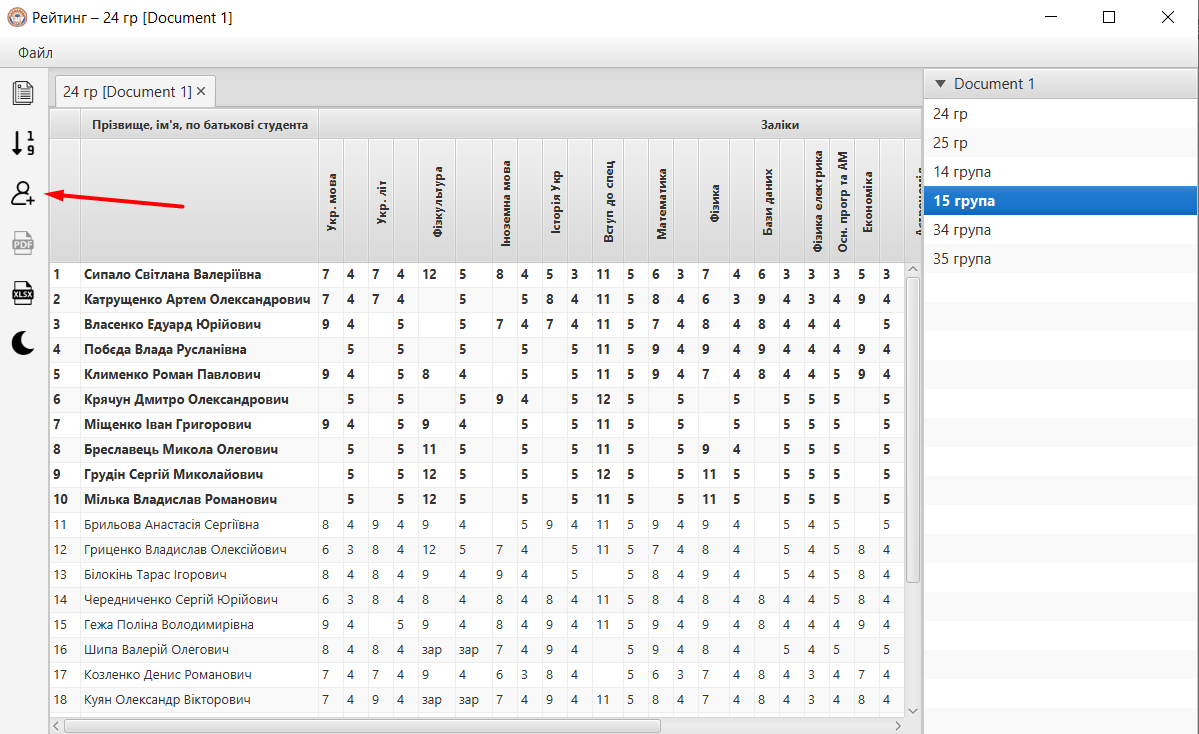 Рейтинг – 24 гр [Document 1]
Файл
24 гр [Document 1] ×
Document 1
Прізвище, ім'я, по батькові студента Заліки
Укр. мова Укр. літ Фізкультура Іноземна мова Історія Укр Вступ до спец Математика Фізика Бази даних Фізика електрика Осн. прогр та АМ Економіка
1 Сипало Світлана Валеріївна 7 4 7 4 12 5 8 4 5 3 11 5 6 3 7 4 6 3 3 3 5 3
2 Катрущенко Артем Олександрович 7 4 7 4 5 5 8 4 11 5 8 4 6 3 9 4 3 4 9 4
3 Власенко Едуард Юрійович 9 4 5 5 7 4 7 4 11 5 7 4 8 4 8 4 4 4 5
4 Побєда Влада Русланівна 5 5 5 5 5 11 5 9 4 9 4 9 4 4 4 9 4
5 Клименко Роман Павлович 9 4 5 8 4 5 5 11 5 9 4 7 4 8 4 4 5 9 4
6 Крячун Дмитро Олександрович 5 5 5 9 4 5 12 5 5 5 5 5 5 5
7 Міщенко Іван Григорович 9 4 5 9 4 5 5 11 5 5 5 5 5 5 5
8 Бреславець Микола Олегович 5 5 11 5 5 5 11 5 5 9 4 5 5 5 5
9 Грудін Сергій Миколайович 5 5 12 5 5 5 12 5 5 11 5 5 5 5 5
10 Мілька Владислав Романович 5 5 12 5 5 5 11 5 5 11 5 5 5 5 5
11 Брильова Анастасія Сергіївна 8 4 9 4 9 4 5 9 4 11 5 9 4 9 4 5 4 5 5
12 Гриценко Владислав Олексійович 6 3 8 4 12 5 7 4 5 11 5 7 4 8 4 5 4 5 8 4
13 Білокінь Тарас Ігорович 8 4 8 4 9 4 9 4 5 5 8 4 9 4 5 4 5 8 4
14 Чередниченко Сергій Юрійович 6 3 8 4 8 4 8 4 8 4 11 5 8 4 8 4 8 4 4 5 8 4
15 Гежа Поліна Володимирівна 9 4 5 9 4 8 4 9 4 11 5 9 4 9 4 8 4 4 4 9 4
16 Шипа Валерій Олегович 8 4 8 4 зар зар 7 4 9 4 5 9 4 8 4 5 4 5 5
17 Козленко Денис Романович 7 4 7 4 9 4 6 3 8 4 5 6 3 7 4 8 4 3 4 7 4
18 Куян Олександр Вікторович 7 4 9 4 зар зар 7 4 9 4 11 5 8 4 7 4 8 4 3 4 8 4
24 гр
25 гр
14 група
15 група
34 група
35 група
1
9
PDF
XLSX